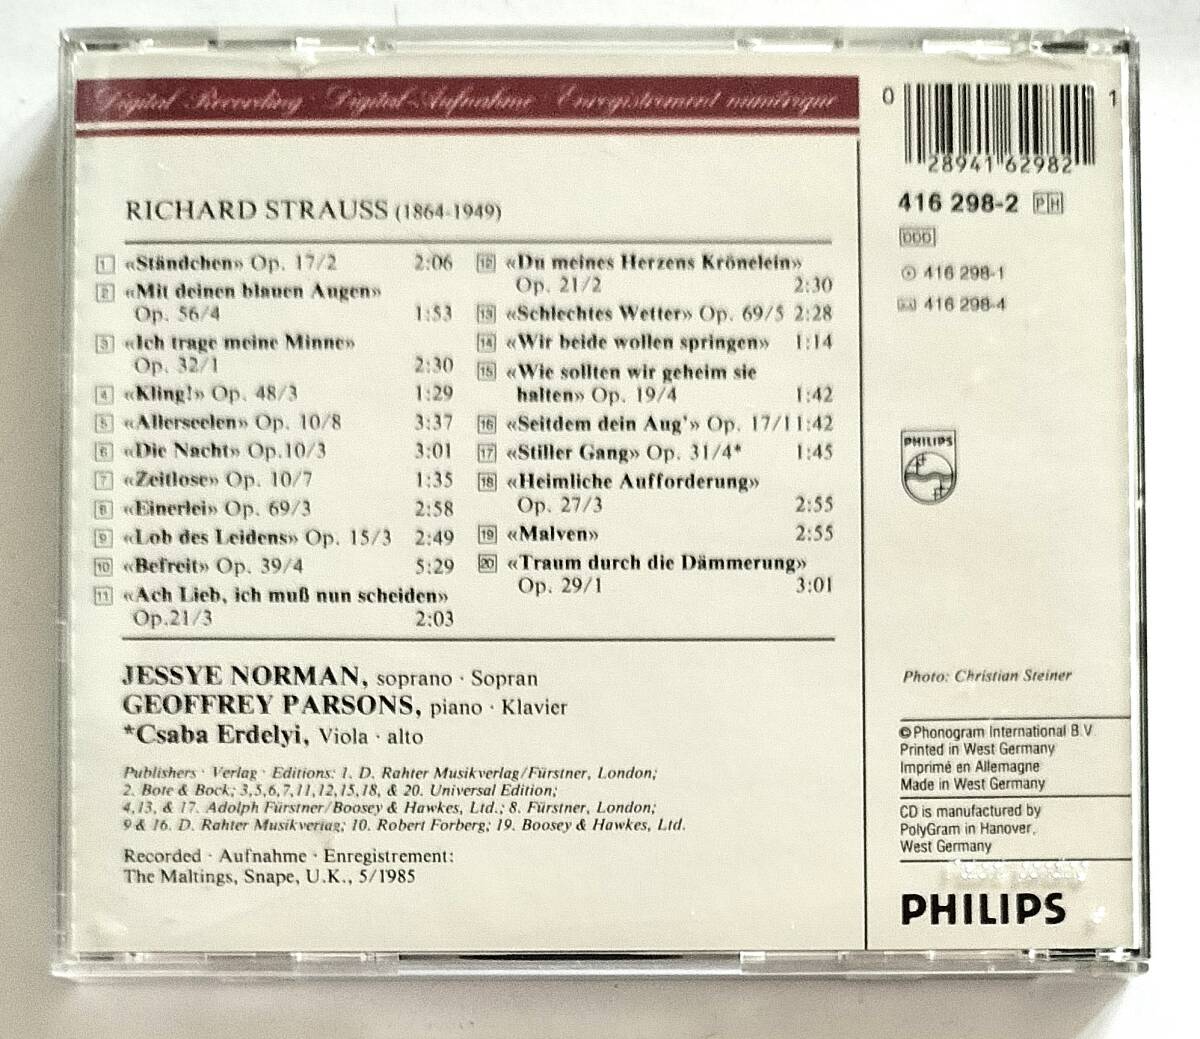 Digital Recording · Digital-Aufnahme · Enregistrement numérique
RICHARD STRAUSS (1864-1949)
1 «Ständchen» Op. 17/2 2:06
2 «Mit deinen blauen Augen»
Op. 56/4 1:53
3 «Ich trage meine Minne»
Op. 32/1 2:30
4 «Kling!» Op. 48/3 1:29
5 «Allerseelen» Op. 10/8 3:37
6 «Die Nacht» Op.10/3 3:01
7 «Zeitlose» Op. 10/7 1:35
8 «Einerlei» Op. 69/3 2:58
9 «Lob des Leidens» Op. 15/3 2:49
10 «Befreit» Op. 39/4 5:29
11 «Ach Lieb, ich muß nun scheiden»
Op.21/3 2:03
12 «Du meines Herzens Krönelein»
Op. 21/2 2:30
13 «Schlechtes Wetter» Op. 69/5 2:28
14 «Wir beide wollen springen» 1:14
15 «Wie sollten wir geheim sie
halten» Op. 19/4 1:42
16 «Seitdem dein Aug'» Op. 17/1 1:42
17 «Stiller Gang» Op. 31/4* 1:45
18 «Heimliche Aufforderung»
Op. 27/3 2:55
19 «Malven» 2:55
20 «Traum durch die Dämmerung»
Op. 29/1 3:01
JESSYE NORMAN, soprano · Sopran
GEOFFREY PARSONS, piano · Klavier
*Csaba Erdelyi, Viola · alto
Publishers · Verlag · Editions: 1. D. Rahter Musikverlag/Fürstner, London;
2. Bote & Bock; 3,5,6,7,11,12,15,18, & 20. Universal Edition;
4,13, & 17. Adolph Fürstner/Boosey & Hawkes, Ltd.; 8. Fürstner, London;
9 & 16. D. Rahter Musikverlag; 10. Robert Forberg; 19. Boosey & Hawkes, Ltd.
Recorded · Aufnahme · Enregistrement:
The Maltings, Snape, U.K., 5/1985
0 28941 62982 1
416 298-2 PH
DDD
416 298-1
416 298-4
PHILIPS
Photo: Christian Steiner
©Phonogram International B.V.
Printed in West Germany
Imprimé en Allemagne
Made in West Germany
CD is manufactured by
PolyGram in Hanover,
West Germany
PHILIPS